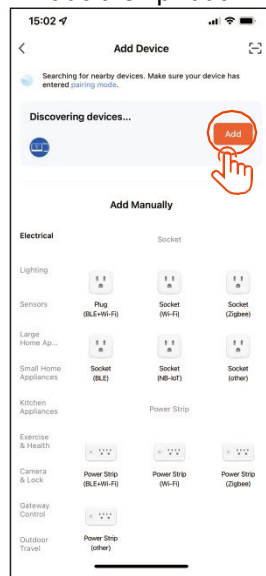 15:02
Add Device
Searching for nearby devices. Make sure your device has
entered pairing mode.
Discovering devices...
Add
Add Manually
Electrical
Socket
Lighting
Sensors
Plug
(BLE+Wi-Fi)
Socket
(Wi-Fi)
Socket
(Zigbee)
Large
Home Ap...
Small Home
Appliances
Socket
(BLE)
Socket
(NB-IoT)
Socket
(other)
Kitchen
Appliances
Power Strip
Exercise
& Health
Camera
& Lock
Power Strip
(BLE+Wi-Fi)
Power Strip
(Wi-Fi)
Power Strip
(Zigbee)
Gateway
Control
Outdoor
Travel
Power Strip
(other)